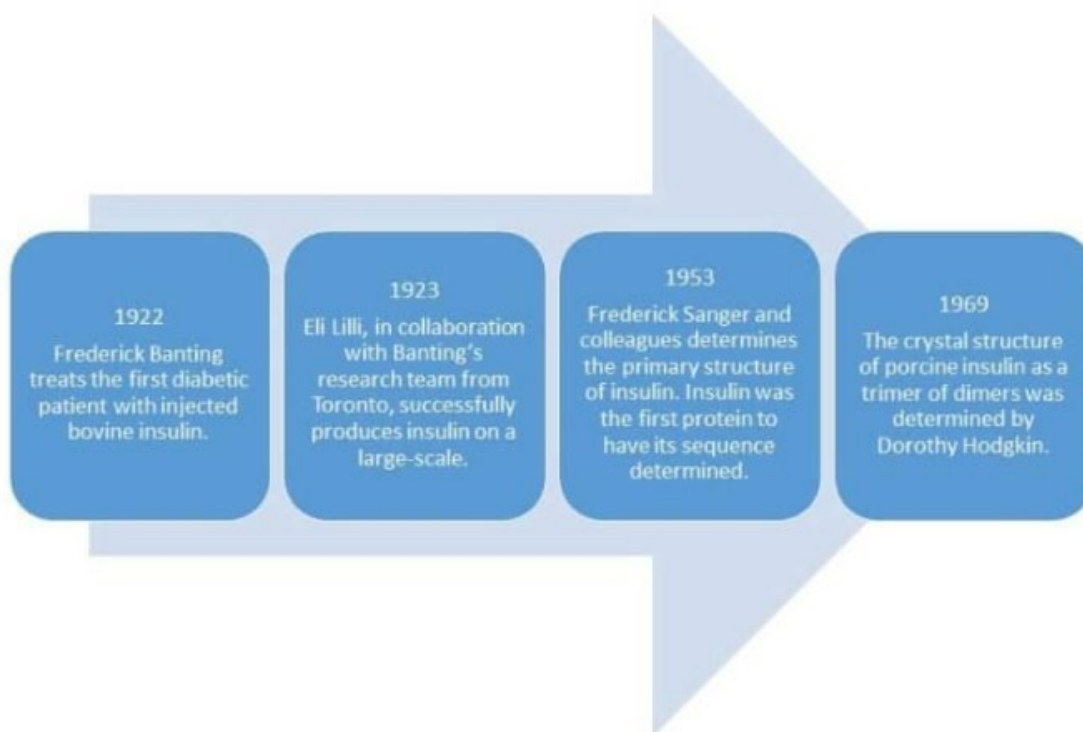 1922
Frederick Banting
treats the first diabetic
patient with injected
bovine insulin.
1923
Eli Lilli, in collaboration
with Banting's
research team from
Toronto, successfully
produces insulin on a
large-scale.
1953
Frederick Sanger and
colleagues determines
the primary structure
of insulin. Insulin was
the first protein to
have its sequence
determined.
1969
The crystal structure
of porcine insulin as a
trimer of dimers was
determined by
Dorothy Hodgkin.